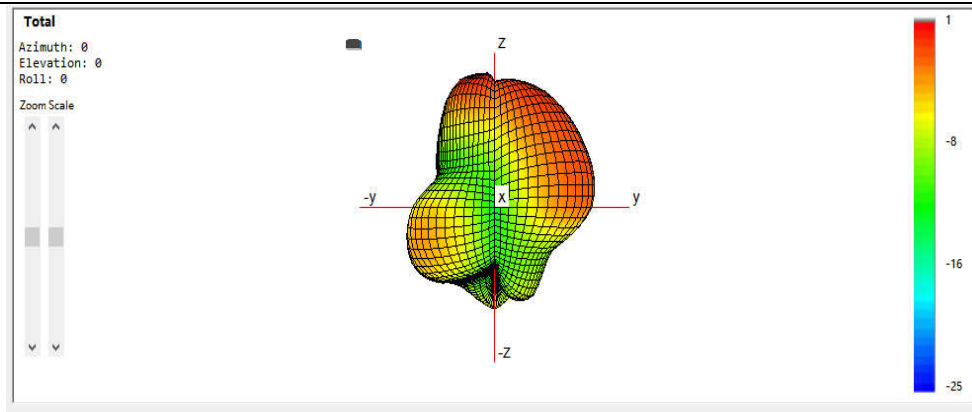 Total
Azimuth: 0
Elevation: 0
Roll: 0
Zoom Scale
Z
-y
x
y
-Z
1
-8
-16
-25